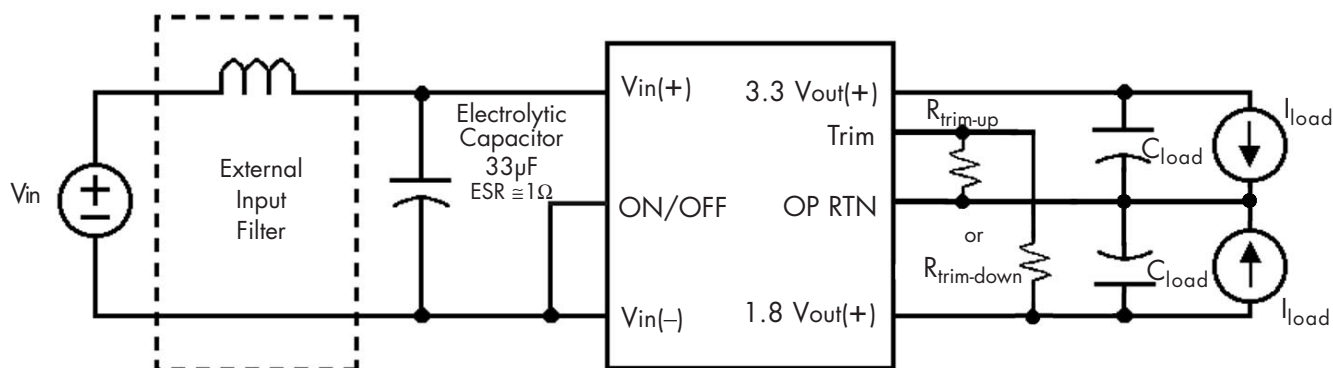 Vin
External
Input
Filter
Electrolytic
Capacitor
33µF
ESR ≅1Ω
Vin(+)
ON/OFF
Vin(–)
3.3 Vout(+)
Trim
OP RTN
1.8 Vout(+)
Rtrim-up
or
Rtrim-down
Cload
Iload
Cload
Iload